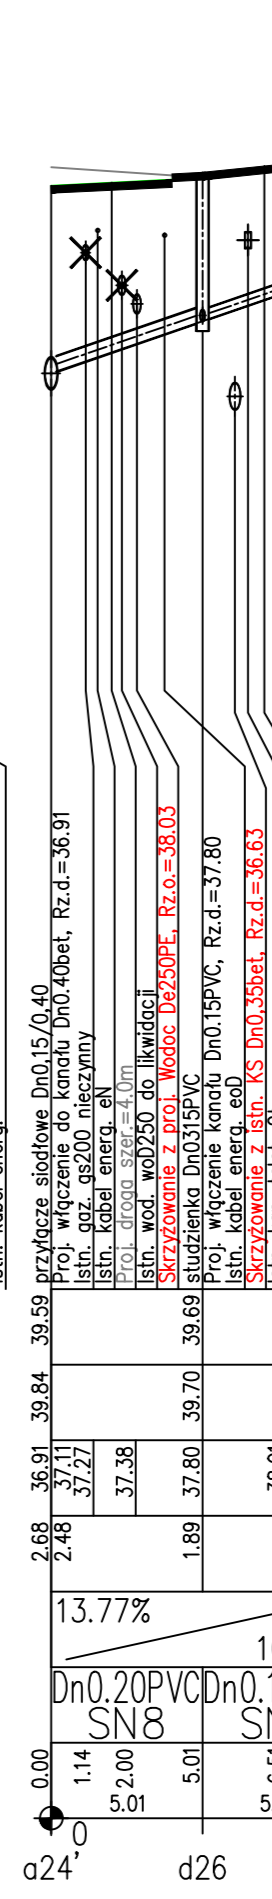 przyłącze siodłowe Dn0,15/0,40
Proj. włączenie do kanału Dn0.40bet, Rz.d.=36.91
Istn. gaz. gs200 nieczynny
Istn. kabel energ. eN
Proj. droga szer.=4.0m
Istn. wod. woD250 do likwidacji
Skrzyżowanie z proj. Wodoc De250PE, Rz.o.=38.03
studzienka Dn0315PVC
Proj. włączenie kanału Dn0.15PVC, Rz.d.=37.80
Istn. kabel energ. eoD
Skrzyżowanie z istn. KS Dn0,35bet, Rz.d.=36.63
39.59
39.69
39.84
39.70
36.91
37.11
37.27
37.38
37.80
2.68
2.48
1.89
13.77%
Dn0.20PVC
SN8
0.00
1.14
2.00
5.01
5.01
0
a24'
d26